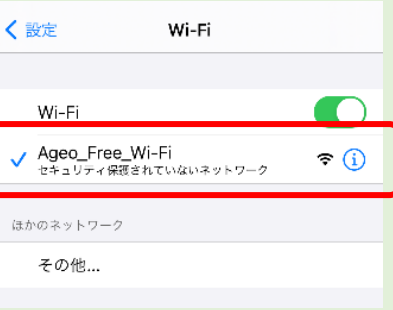 設定
Wi-Fi
Wi-Fi
Ageo_Free_Wi-Fi
セキュリティ保護されていないネットワーク
ほかのネットワーク
その他...